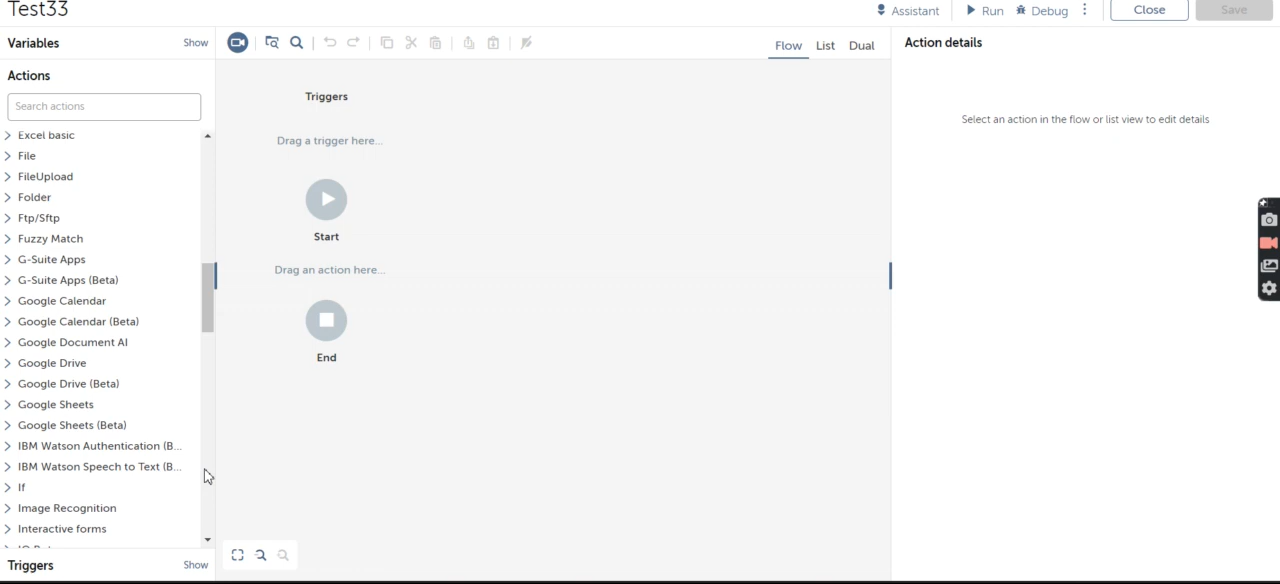 Test33
Assistant
Run
Debug
Close
Save
Variables
Show
Flow
List
Dual
Action details
Actions
Search actions
Excel basic
File
FileUpload
Folder
Ftp/Sftp
Fuzzy Match
G-Suite Apps
G-Suite Apps (Beta)
Google Calendar
Google Calendar (Beta)
Google Document AI
Google Drive
Google Drive (Beta)
Google Sheets
Google Sheets (Beta)
IBM Watson Authentication (B...
IBM Watson Speech to Text (B...
If
Image Recognition
Interactive forms
Triggers
Show
Triggers
Drag a trigger here...
Start
Drag an action here...
End
Select an action in the flow or list view to edit details